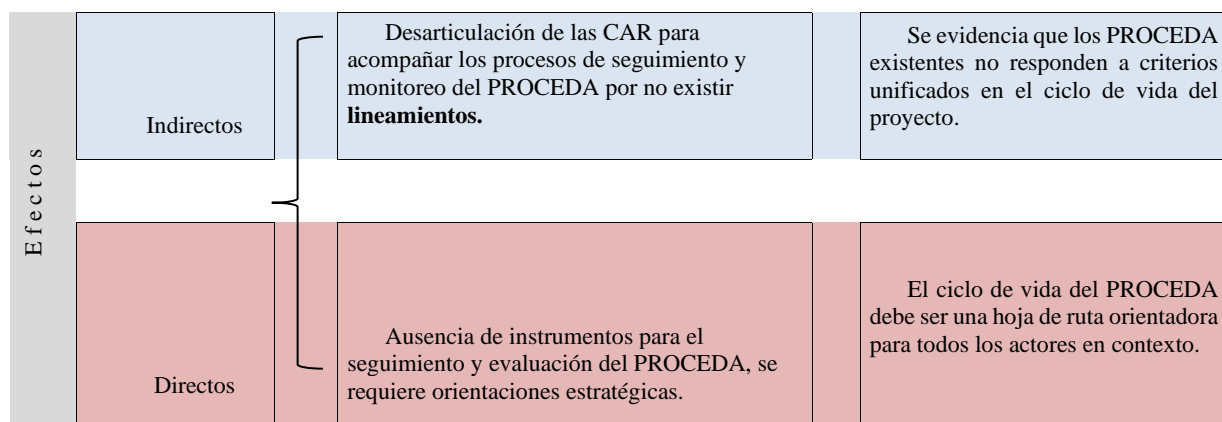 Efectos
Indirectos
Desarticulación de las CAR para
acompañar los procesos de seguimiento y
monitoreo del PROCEDA por no existir
lineamientos.
Se evidencia que los PROCEDA
existentes no responden a criterios
unificados en el ciclo de vida del
proyecto.
Directos
Ausencia de instrumentos para el
seguimiento y evaluación del PROCEDA, se
requiere orientaciones estratégicas.
El ciclo de vida del PROCEDA
debe ser una hoja de ruta orientadora
para todos los actores en contexto.